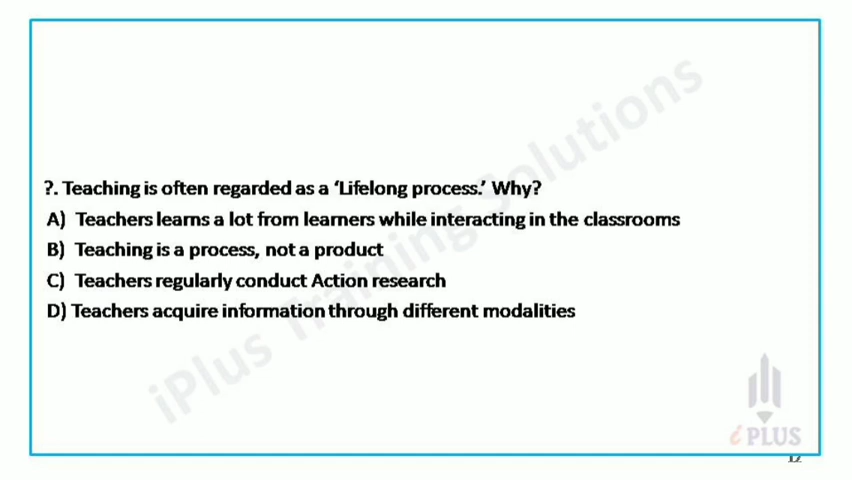 ?. Teaching is often regarded as a ‘Lifelong process.’ Why?
A) Teachers learns a lot from learners while interacting in the classrooms
B) Teaching is a process, not a product
C) Teachers regularly conduct Action research
D) Teachers acquire information through different modalities
iPlus Training Solutions
i PLUS
12